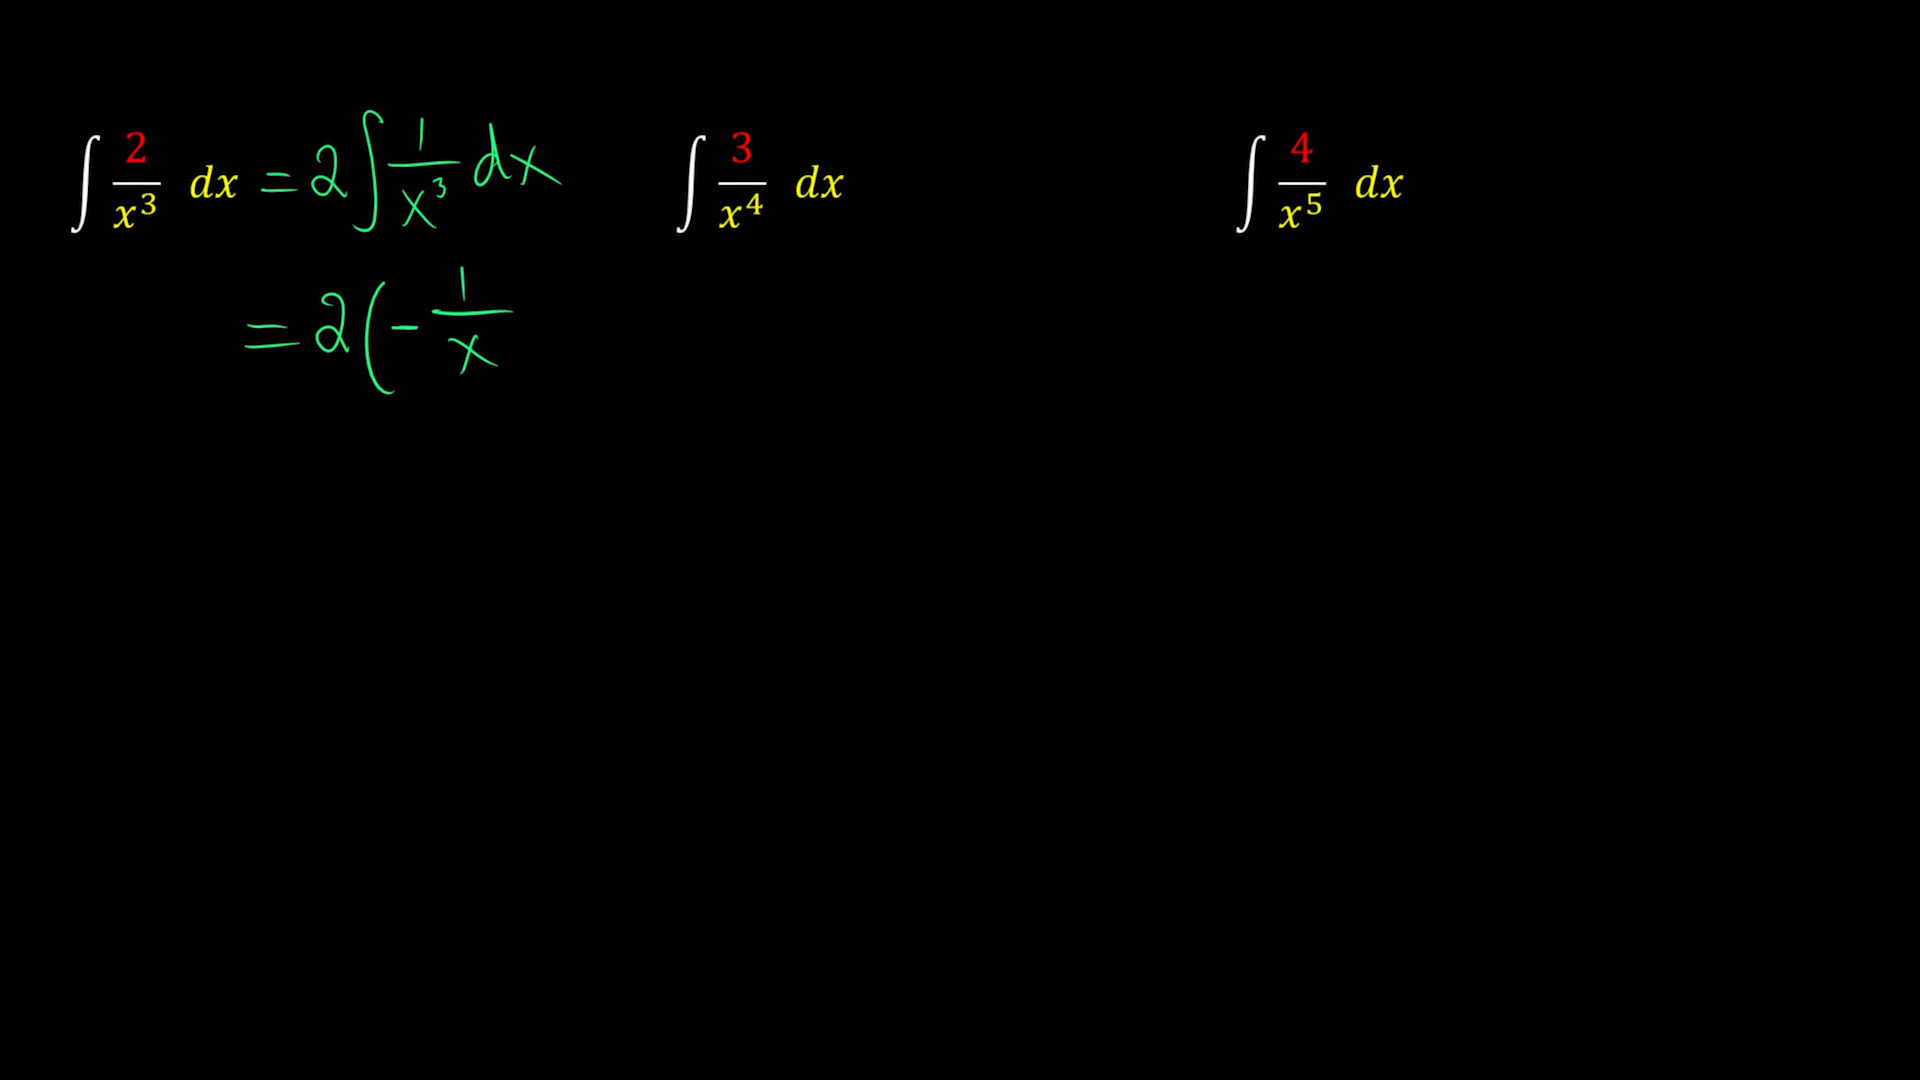 ∫ 2/x³ dx = 2∫ 1/x³ dx
= 2(− 1/x
∫ 3/x⁴ dx
∫ 4/x⁵ dx